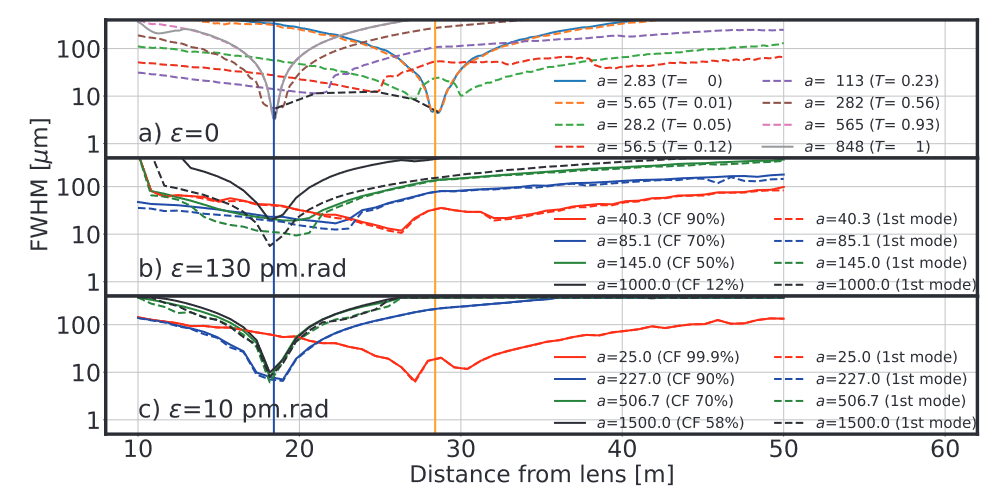 FWHM [μm]
100
10
1
a) ε=0
a= 2.83 (T= 0)
a= 5.65 (T= 0.01)
a= 28.2 (T= 0.05)
a= 56.5 (T= 0.12)
a= 113 (T= 0.23)
a= 282 (T= 0.56)
a= 565 (T= 0.93)
a= 848 (T= 1)
100
10
1
b) ε=130 pm.rad
a=40.3 (CF 90%)
a=85.1 (CF 70%)
a=145.0 (CF 50%)
a=1000.0 (CF 12%)
a=40.3 (1st mode)
a=85.1 (1st mode)
a=145.0 (1st mode)
a=1000.0 (1st mode)
100
10
1
c) ε=10 pm.rad
a=25.0 (CF 99.9%)
a=227.0 (CF 90%)
a=506.7 (CF 70%)
a=1500.0 (CF 58%)
a=25.0 (1st mode)
a=227.0 (1st mode)
a=506.7 (1st mode)
a=1500.0 (1st mode)
10 20 30 40 50 60
Distance from lens [m]